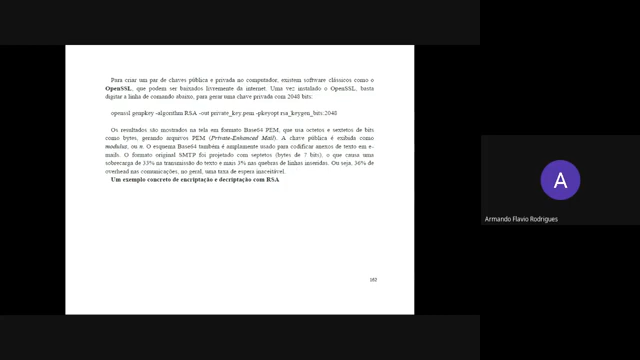 Para criar um par de chaves pública e privada no computador, existem software clássicos como o
OpenSSL, que podem ser baixados livremente da internet. Uma vez instalado o OpenSSL, basta
digitar a linha de comando abaixo, para gerar uma chave privada com 2048 bits:
openssl genpkey -algorithm RSA -out private_key.pem -pkeyopt rsa_keygen_bits:2048
Os resultados são mostrados na tela em formato Base64 PEM, que usa octetos e sextetos de bits
como bytes, gerando arquivos PEM (Private-Enhanced Mail). A chave pública é exibida como
modulus, ou n. O esquema Base64 também é amplamente usado para codificar anexos de texto em e-
mails. O formato original SMTP foi projetado com septetos (bytes de 7 bits), o que causa uma
sobrecarga de 33% na transmissão do texto e mais 3% nas quebras de linhas inseridas. Ou seja, 36% de
overhead nas comunicações, no geral, uma taxa de espera inaceitável.
Um exemplo concreto de encriptação e decriptação com RSA
182
A
Armando Flavio Rodrigues